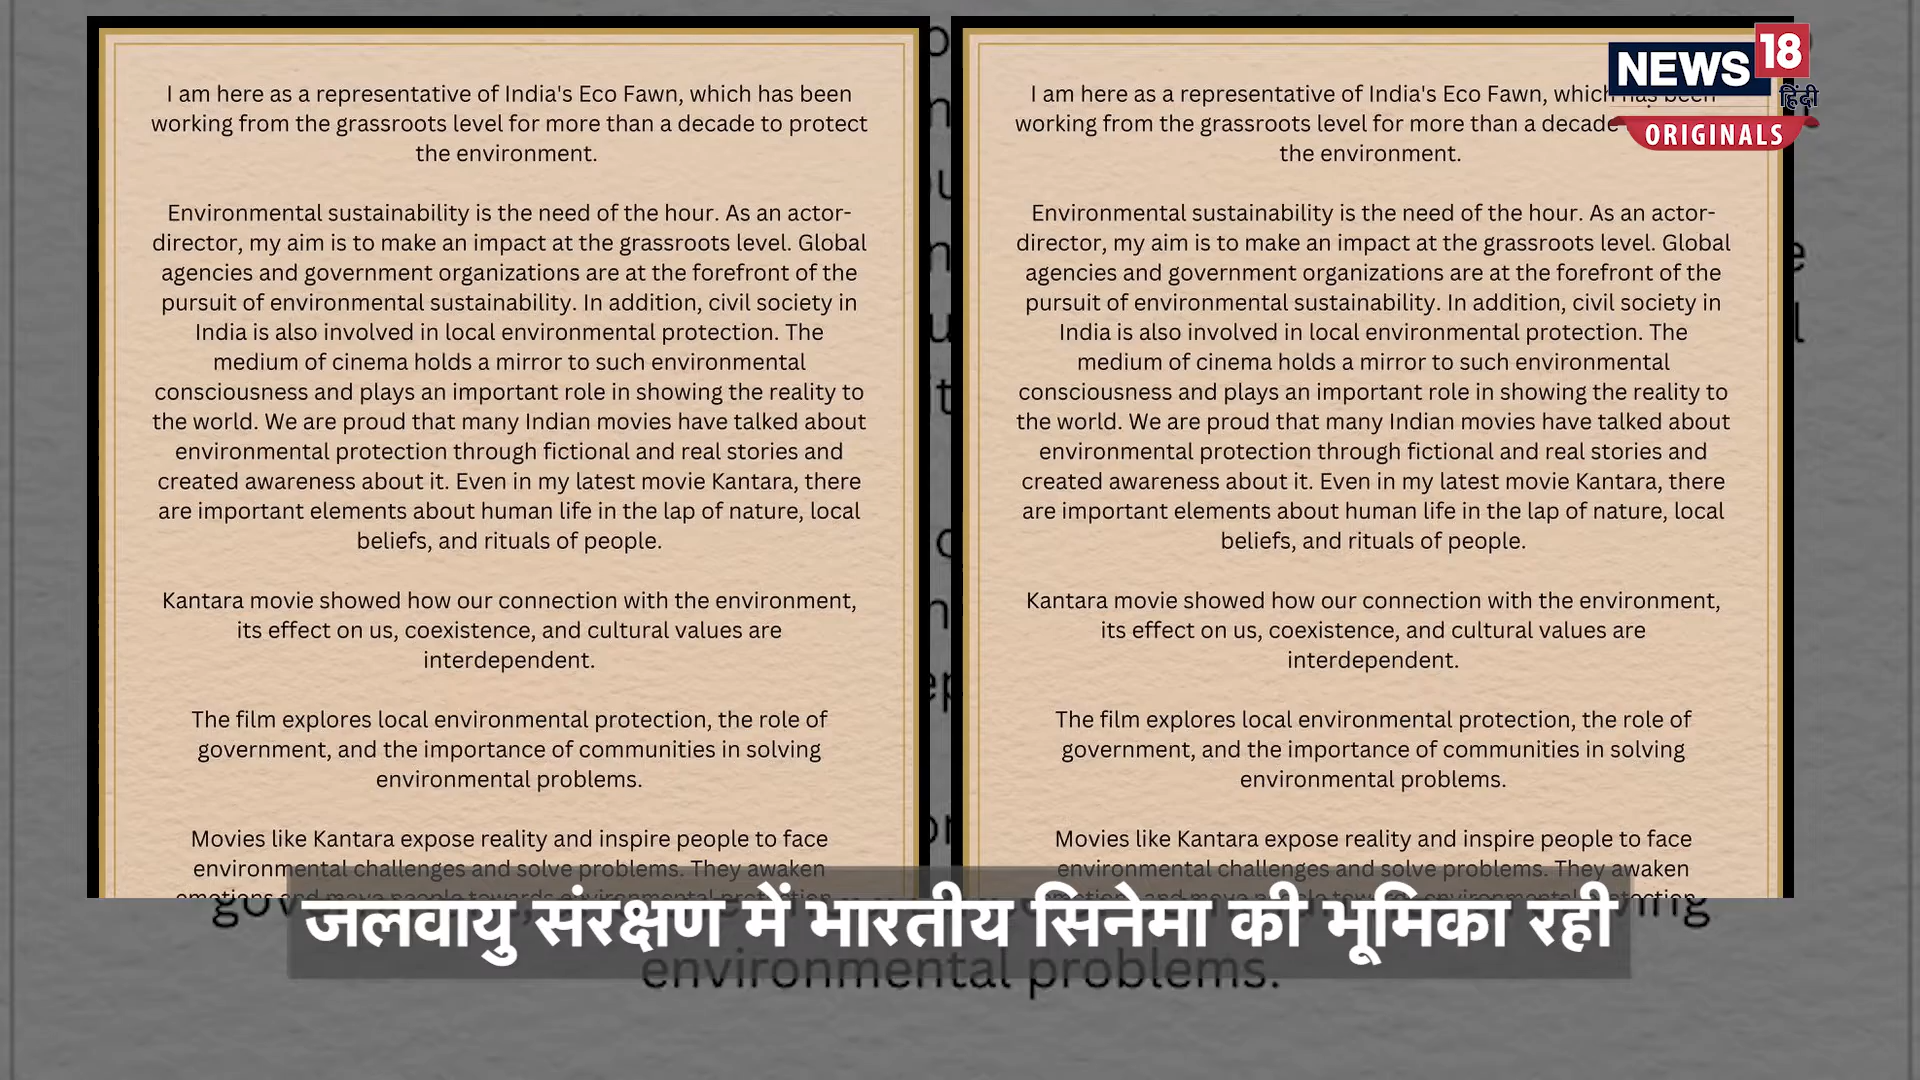 I am here as a representative of India's Eco Fawn, which has been
working from the grassroots level for more than a decade to protect
the environment.
Environmental sustainability is the need of the hour. As an actor-
director, my aim is to make an impact at the grassroots level. Global
agencies and government organizations are at the forefront of the
pursuit of environmental sustainability. In addition, civil society in
India is also involved in local environmental protection. The
medium of cinema holds a mirror to such environmental
consciousness and plays an important role in showing the reality to
the world. We are proud that many Indian movies have talked about
environmental protection through fictional and real stories and
created awareness about it. Even in my latest movie Kantara, there
are important elements about human life in the lap of nature, local
beliefs, and rituals of people.
Kantara movie showed how our connection with the environment,
its effect on us, coexistence, and cultural values are
interdependent.
The film explores local environmental protection, the role of
government, and the importance of communities in solving
environmental problems.
Movies like Kantara expose reality and inspire people to face
environmental challenges and solve problems. They awaken
emotions and move people towards environmental protection
I am here as a representative of India's Eco Fawn, which has been
working from the grassroots level for more than a decade
the environment.
Environmental sustainability is the need of the hour. As an actor-
director, my aim is to make an impact at the grassroots level. Global
agencies and government organizations are at the forefront of the
pursuit of environmental sustainability. In addition, civil society in
India is also involved in local environmental protection. The
medium of cinema holds a mirror to such environmental
consciousness and plays an important role in showing the reality to
the world. We are proud that many Indian movies have talked about
environmental protection through fictional and real stories and
created awareness about it. Even in my latest movie Kantara, there
are important elements about human life in the lap of nature, local
beliefs, and rituals of people.
Kantara movie showed how our connection with the environment,
its effect on us, coexistence, and cultural values are
interdependent.
The film explores local environmental protection, the role of
government, and the importance of communities in solving
environmental problems.
Movies like Kantara expose reality and inspire people to face
environmental challenges and solve problems. They awaken
emotions and move people towards environmental protection
NEWS 18
हिंदी
ORIGINALS
जलवायु संरक्षण में भारतीय सिनेमा की भूमिका रही
environmental problems.